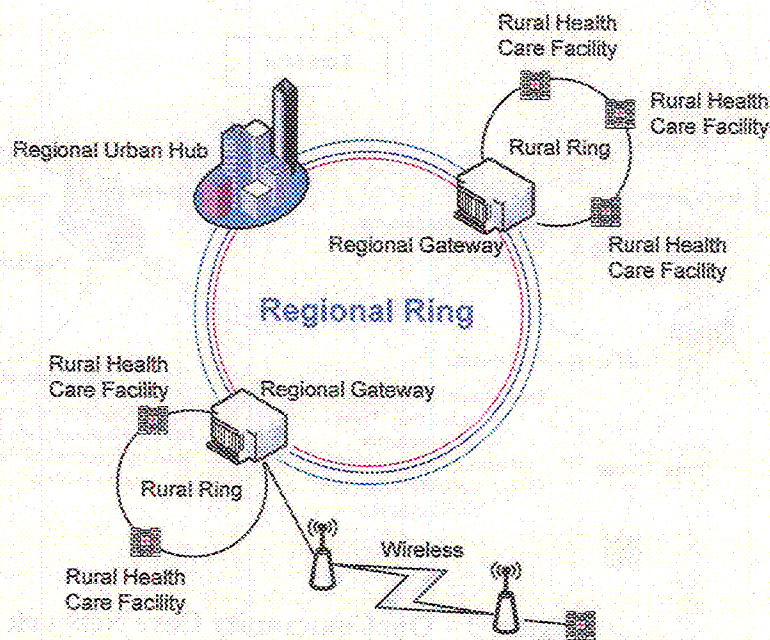 Rural Health
Care Facility
Rural Health
Care Facility
Rural Ring
Regional Urban Hub
Rural Health
Care Facility
Regional Gateway
Regional Ring
Rural Health
Care Facility
Regional Gateway
Rural Ring
Wireless
Rural Health
Care Facility